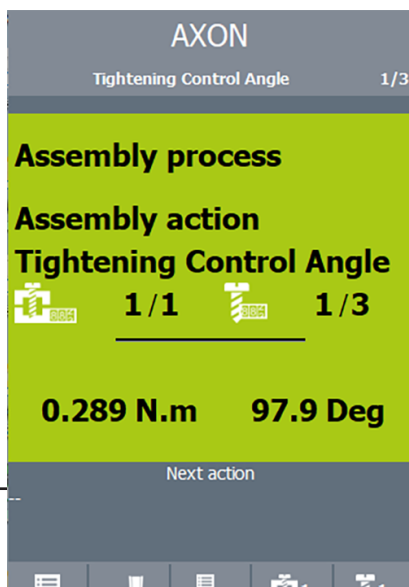 AXON
Tightening Control Angle 1/3
Assembly process
Assembly action
Tightening Control Angle
1/1 1/3
0.289 N.m 97.9 Deg
Next action
--